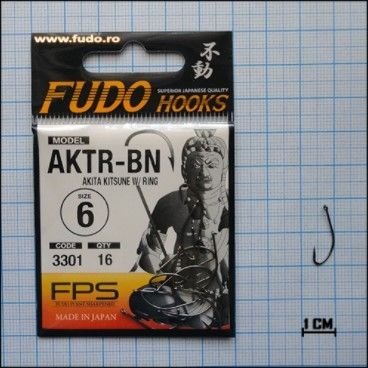 www.fudo.ro
不動
SUPERIOR JAPANESE QUALITY
FUDO HOOKS
MODEL
AKTR-BN
AKITA KITSUNE W/ RING
SIZE
6
CODE QTY
3301 16
FPS
MADE IN JAPAN
1 CM